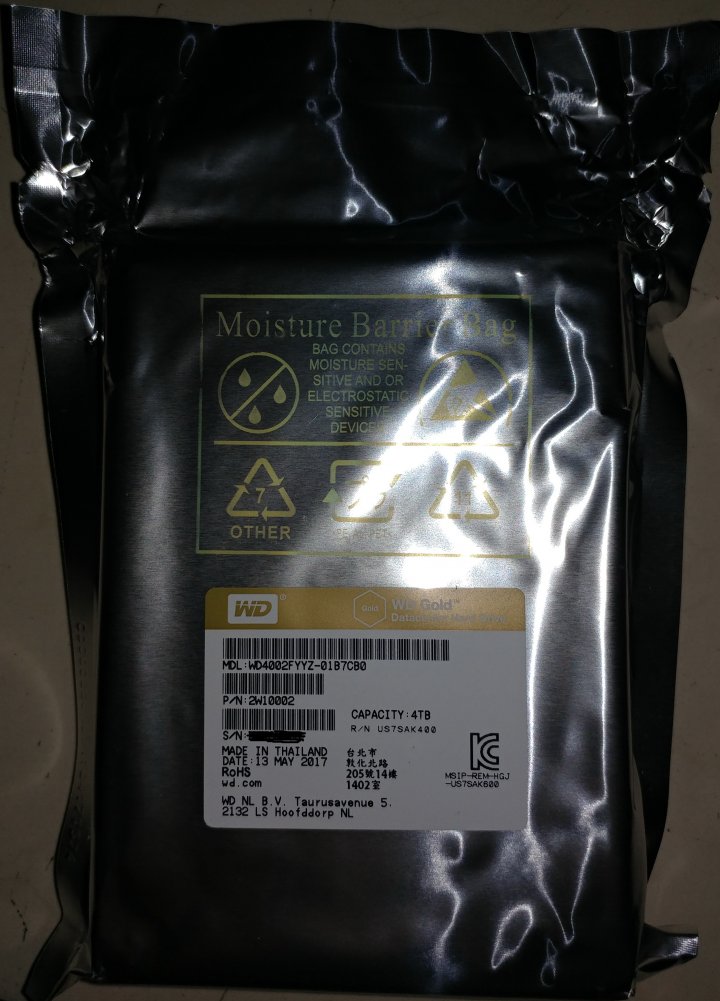 Moisture Barrier Bag
BAG CONTAINS
MOISTURE SEN-
SITIVE AND OR
ELECTROSTATIC
SENSITIVE
DEVICES
7
OTHER
WD®
Gold
WD Gold™
MDL:WD4002FYYZ-01B7CB0
P/N:2W10002
CAPACITY:4TB
R/N US7SAK400
S/N:
MADE IN THAILAND
DATE:13 MAY 2017
RoHS
wd.com
台北市
敦化北路
205號14樓
1402室
MSIP-REM-HGJ
-US7SAK600
WD NL B.V. Taurusavenue 5,
2132 LS Hoofddorp NL